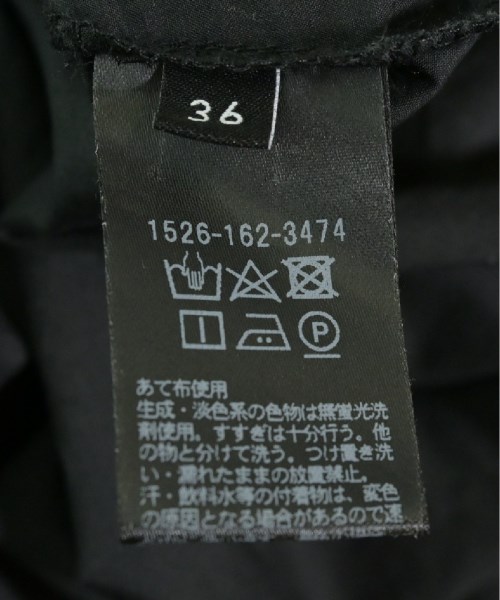 36
1526-162-3474
P
あて布使用
生成・淡色系の色物は無蛍光洗
剤使用。すすぎは十分行う。他
の物と分けて洗う。つけ置き洗
い・濡れたままの放置禁止。
汗・飲料水等の付着物は、変色
の原因となる場合があるので速